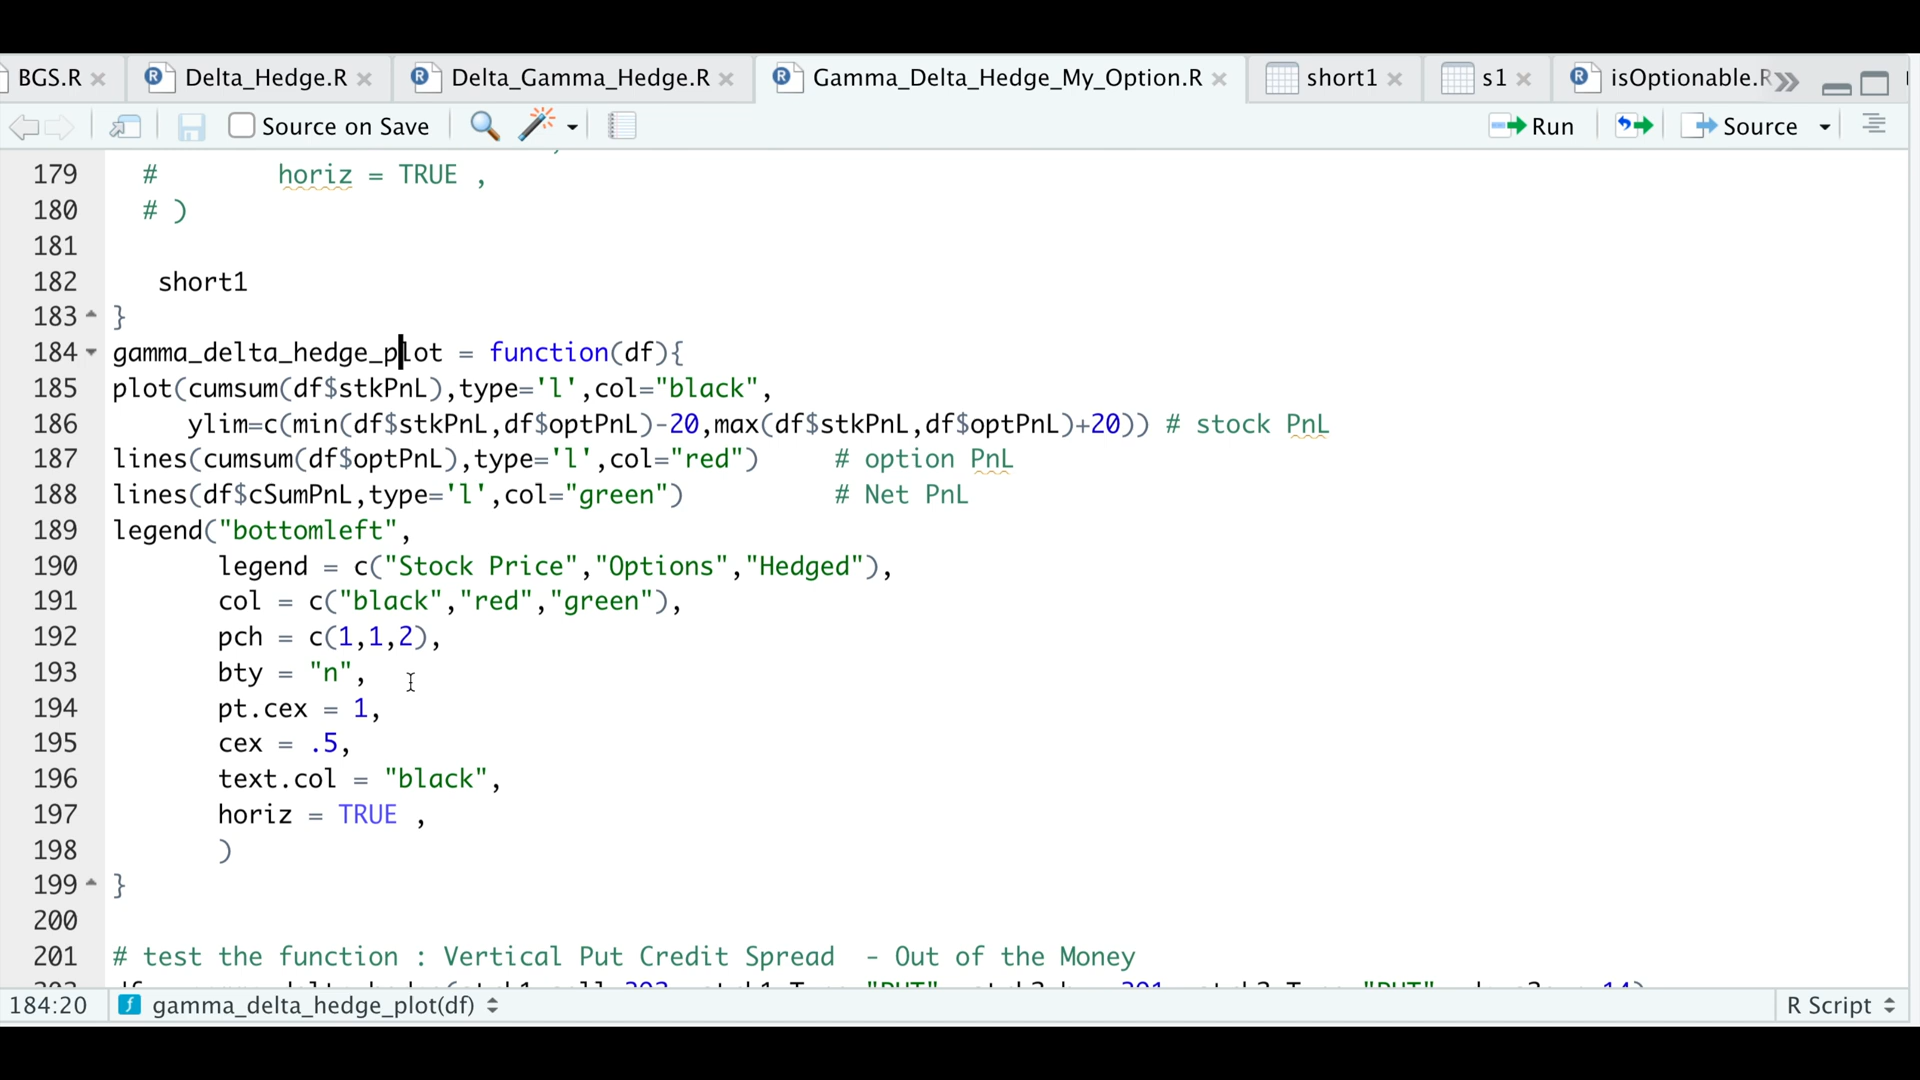 BGS.R
Delta_Hedge.R
Delta_Gamma_Hedge.R
Gamma_Delta_Hedge_My_Option.R
short1
s1
isOptionable.R
Source on Save
Run
Source
179 # horiz = TRUE ,
180 # )
181
182 short1
183 }
184 gamma_delta_hedge_plot = function(df){
185 plot(cumsum(df$stkPnL),type='l',col="black",
186 ylim=c(min(df$stkPnL,df$optPnL)-20,max(df$stkPnL,df$optPnL)+20)) # stock PnL
187 lines(cumsum(df$optPnL),type='l',col="red") # option PnL
188 lines(df$cSumPnL,type='l',col="green") # Net PnL
189 legend("bottomleft",
190 legend = c("Stock Price","Options","Hedged"),
191 col = c("black","red","green"),
192 pch = c(1,1,2),
193 bty = "n",
194 pt.cex = 1,
195 cex = .5,
196 text.col = "black",
197 horiz = TRUE ,
198 )
199 }
200
201 # test the function : Vertical Put Credit Spread - Out of the Money
184:20 gamma_delta_hedge_plot(df) R Script